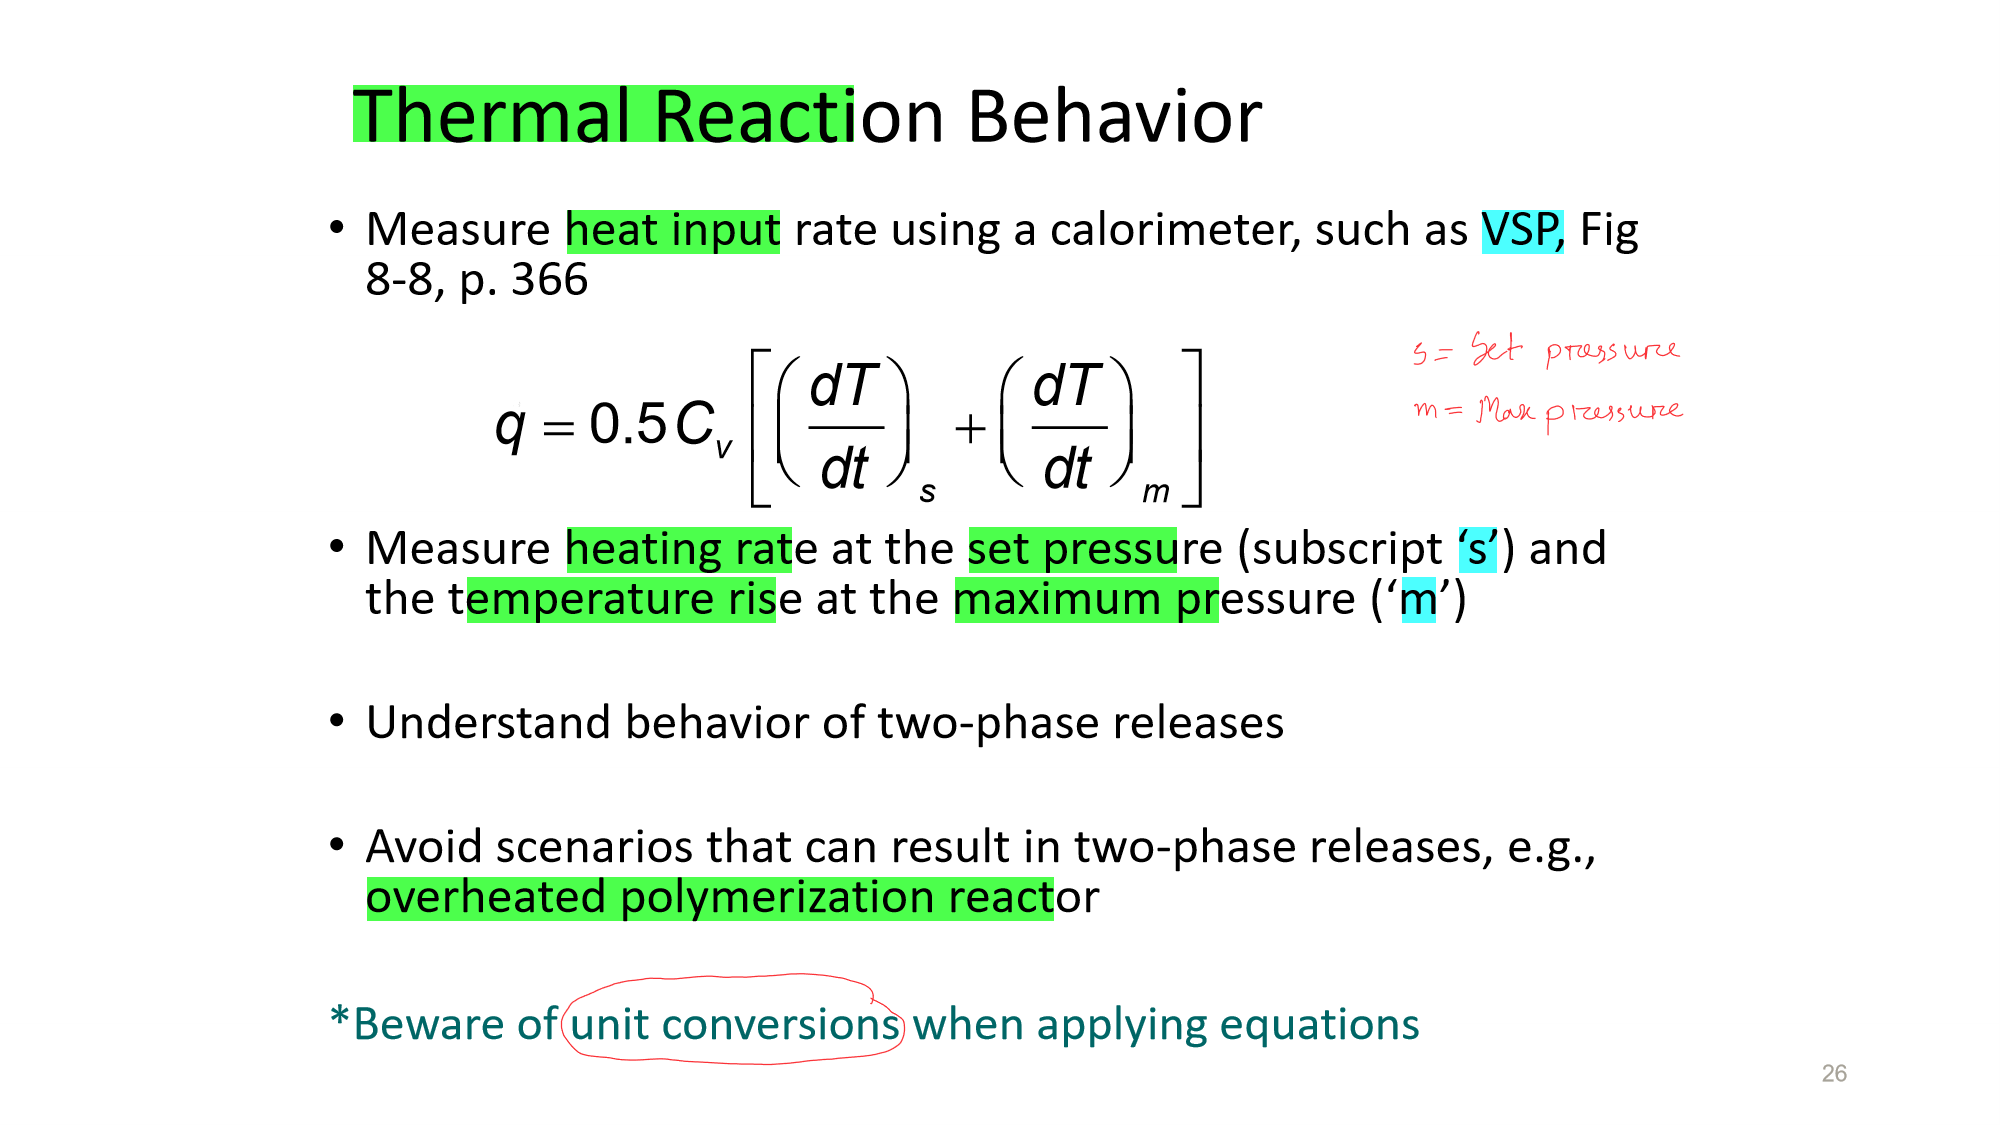 Thermal Reaction Behavior
• Measure heat input rate using a calorimeter, such as VSP, Fig
8-8, p. 366
s = Set pressure
m = Max pressure
q = 0.5 C_v [ (dT/dt)_s + (dT/dt)_m ]
• Measure heating rate at the set pressure (subscript ‘s’) and
the temperature rise at the maximum pressure (‘m’)
• Understand behavior of two-phase releases
• Avoid scenarios that can result in two-phase releases, e.g.,
overheated polymerization reactor
*Beware of unit conversions when applying equations
26